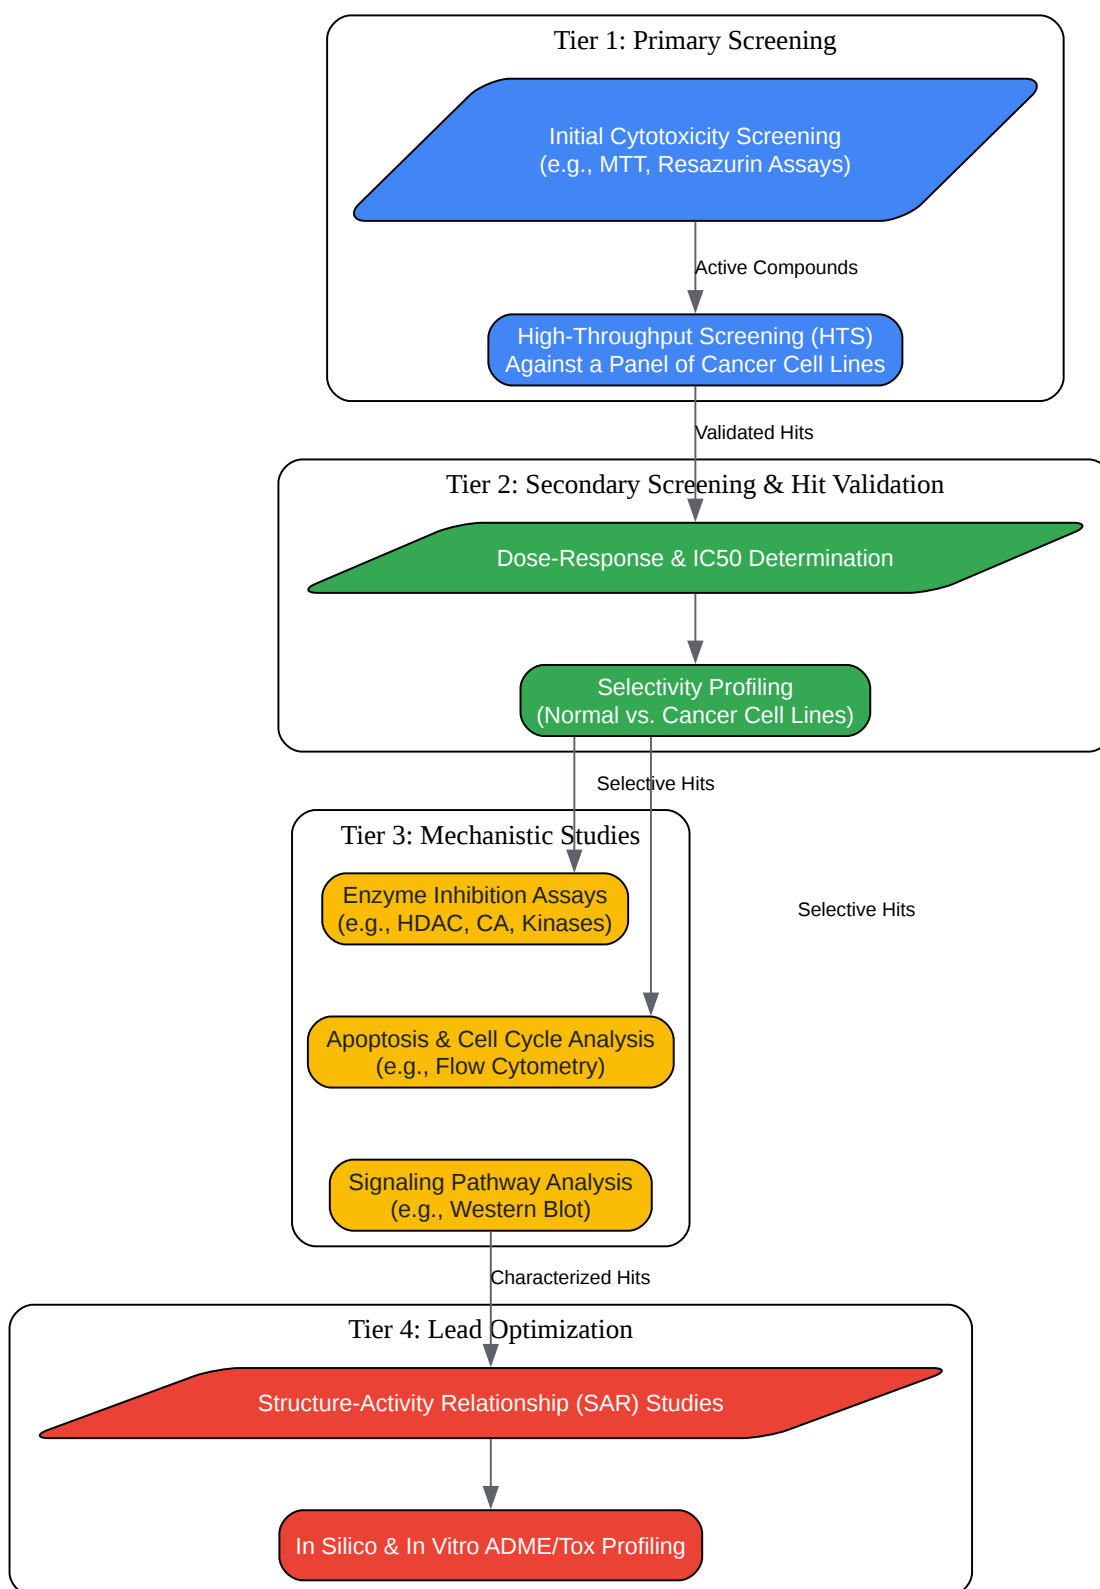 Tier 1: Primary Screening
Initial Cytotoxicity Screening
(e.g., MTT, Resazurin Assays)
Active Compounds
High-Throughput Screening (HTS)
Against a Panel of Cancer Cell Lines
Validated Hits
Tier 2: Secondary Screening & Hit Validation
Dose-Response & IC50 Determination
Selectivity Profiling
(Normal vs. Cancer Cell Lines)
Selective Hits
Tier 3: Mechanistic Studies
Enzyme Inhibition Assays
(e.g., HDAC, CA, Kinases)
Selective Hits
Apoptosis & Cell Cycle Analysis
(e.g., Flow Cytometry)
Signaling Pathway Analysis
(e.g., Western Blot)
Characterized Hits
Tier 4: Lead Optimization
Structure-Activity Relationship (SAR) Studies
In Silico & In Vitro ADME/Tox Profiling